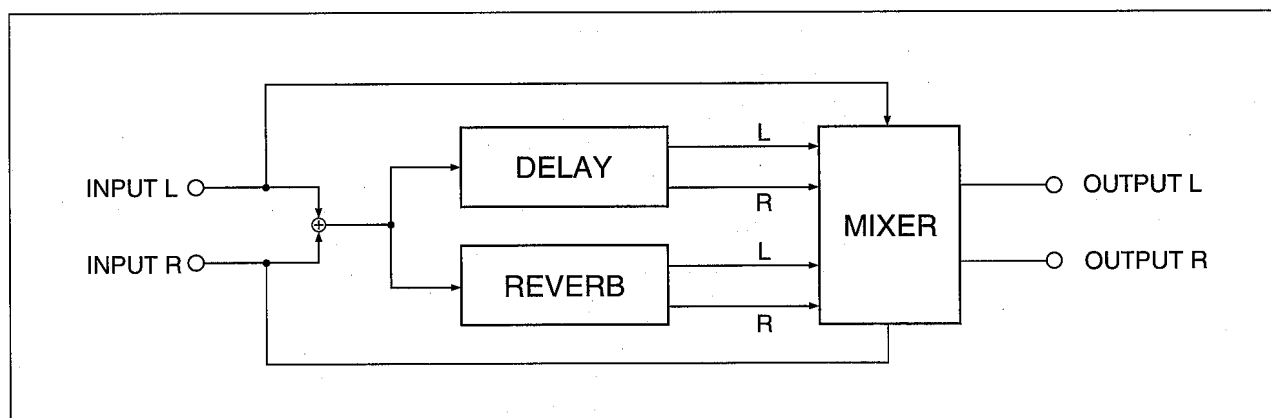 L
DELAY
INPUT L
OUTPUT L
R
MIXER
INPUT R
L
OUTPUT R
REVERB
R